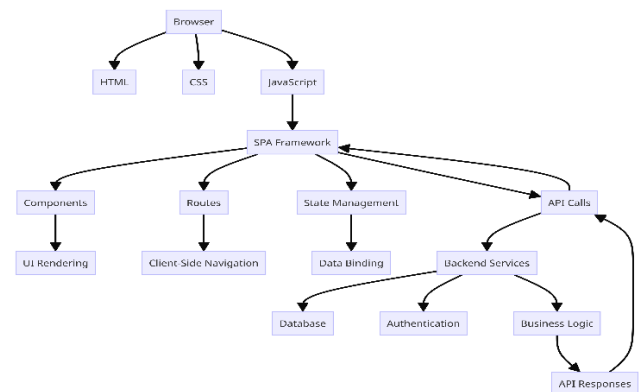 Browser
HTML
CSS
JavaScript
SPA Framework
Components
Routes
State Management
API Calls
UI Rendering
Client-Side Navigation
Data Binding
Backend Services
Database
Authentication
Business Logic
API Responses